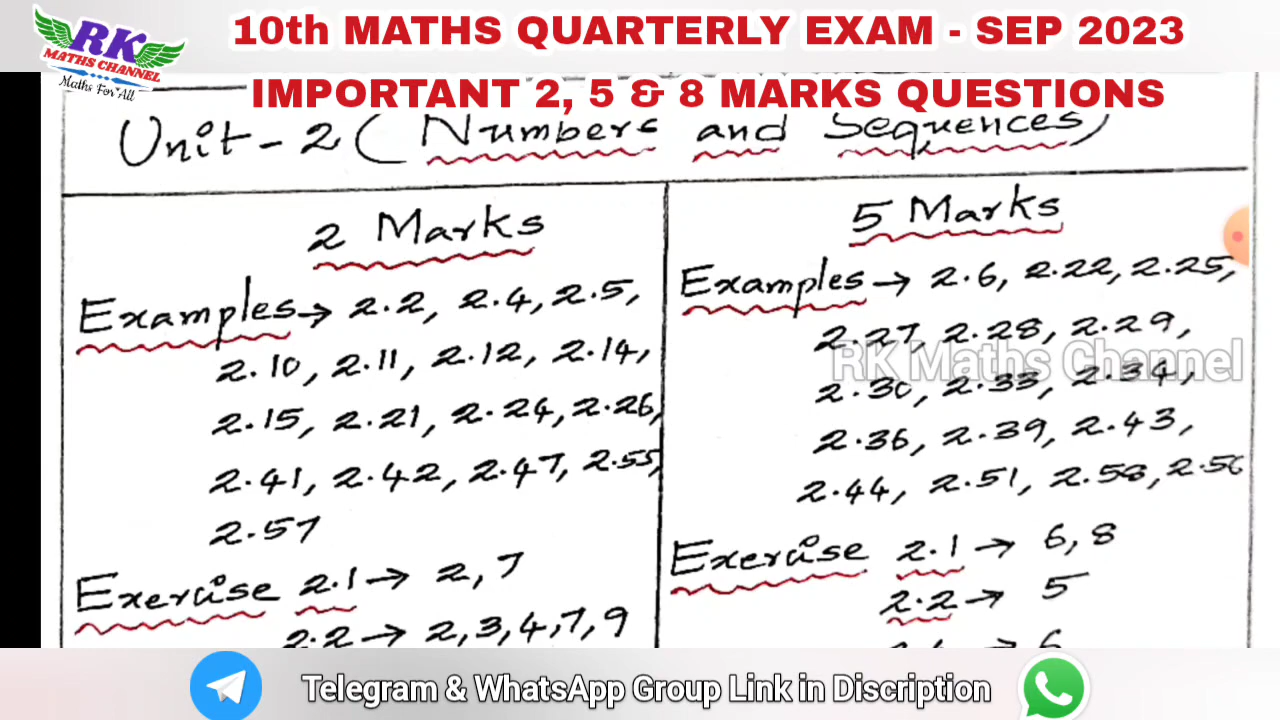 RK
MATHS CHANNEL
Maths For All
10th MATHS QUARTERLY EXAM - SEP 2023
IMPORTANT 2, 5 & 8 MARKS QUESTIONS
Unit - 2 ( Numbers and Sequences )
2 Marks
Examples → 2.2, 2.4, 2.5,
2.10, 2.11, 2.12, 2.14,
2.15, 2.21, 2.24, 2.26,
2.41, 2.42, 2.47, 2.55,
2.57
Exercise 2.1 → 2, 7
2.2 → 2, 3, 4, 7, 9
5 Marks
Examples → 2.6, 2.22, 2.25,
2.27, 2.28, 2.29,
2.30, 2.33, 2.34,
2.36, 2.39, 2.43,
2.44, 2.51, 2.58,
Exercise 2.1 → 6, 8
2.2 → 5
RK Maths Channel
Telegram & WhatsApp Group Link in Discription